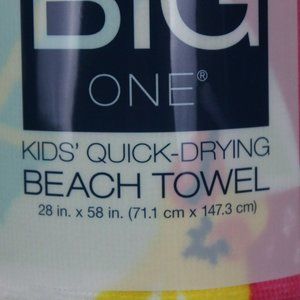 BIG
ONE®
KIDS' QUICK-DRYING
BEACH TOWEL
28 in. x 58 in. (71.1 cm x 147.3 cm)